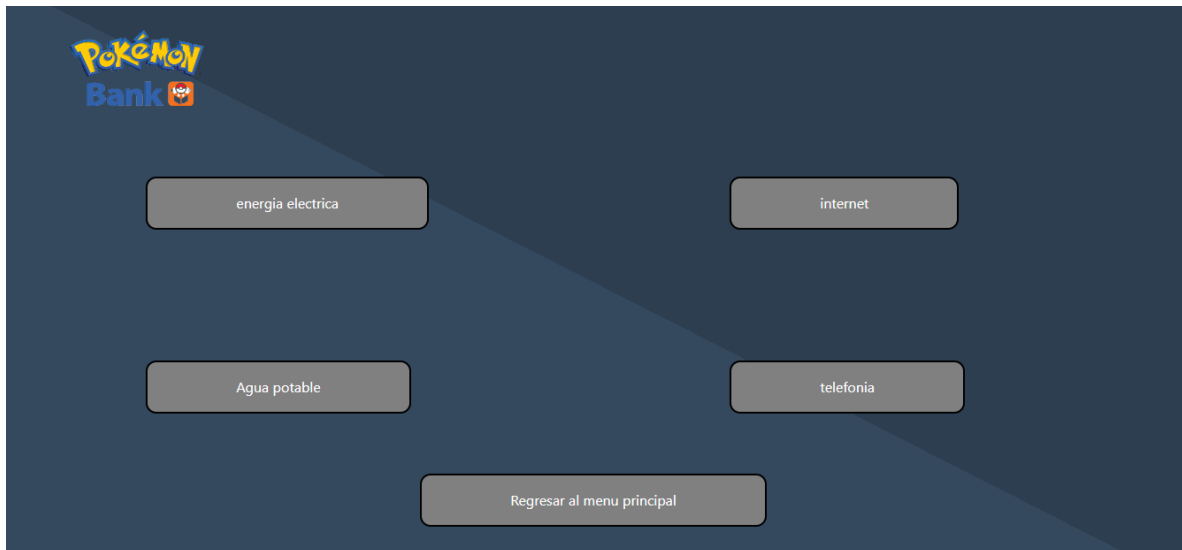 POKéMON
Bank
energia electrica
internet
Agua potable
telefonia
Regresar al menu principal